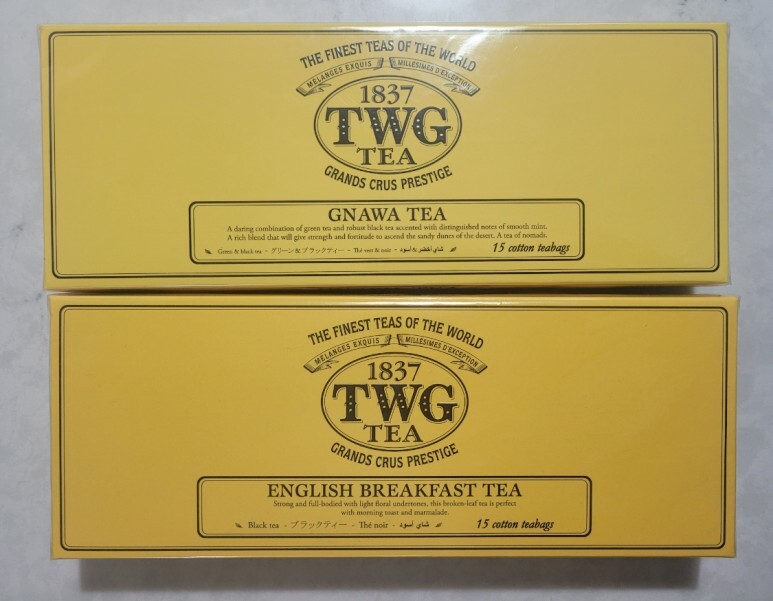 THE FINEST TEAS OF THE WORLD
MÉLANGES EXQUIS MILLÉSIMES D'EXCEPTION
1837
TWG
TEA
GRANDS CRUS PRESTIGE
GNAWA TEA
A daring combination of green tea and robust black tea accented with distinguished notes of smooth mint.
A rich blend that will give strength and fortitude to ascend the sandy dunes of the desert. A tea of nomads.
Green & black tea - グリーン& ブラックティー - Thé vert & noir - شاي أخضر & أسود 15 cotton teabags
THE FINEST TEAS OF THE WORLD
MÉLANGES EXQUIS MILLÉSIMES D'EXCEPTION
1837
TWG
TEA
GRANDS CRUS PRESTIGE
ENGLISH BREAKFAST TEA
Strong and full-bodied with light floral undertones, this broken-leaf tea is perfect
with morning toast and marmalade.
Black tea - ブラックティー - Thé noir - شاي أسود 15 cotton teabags